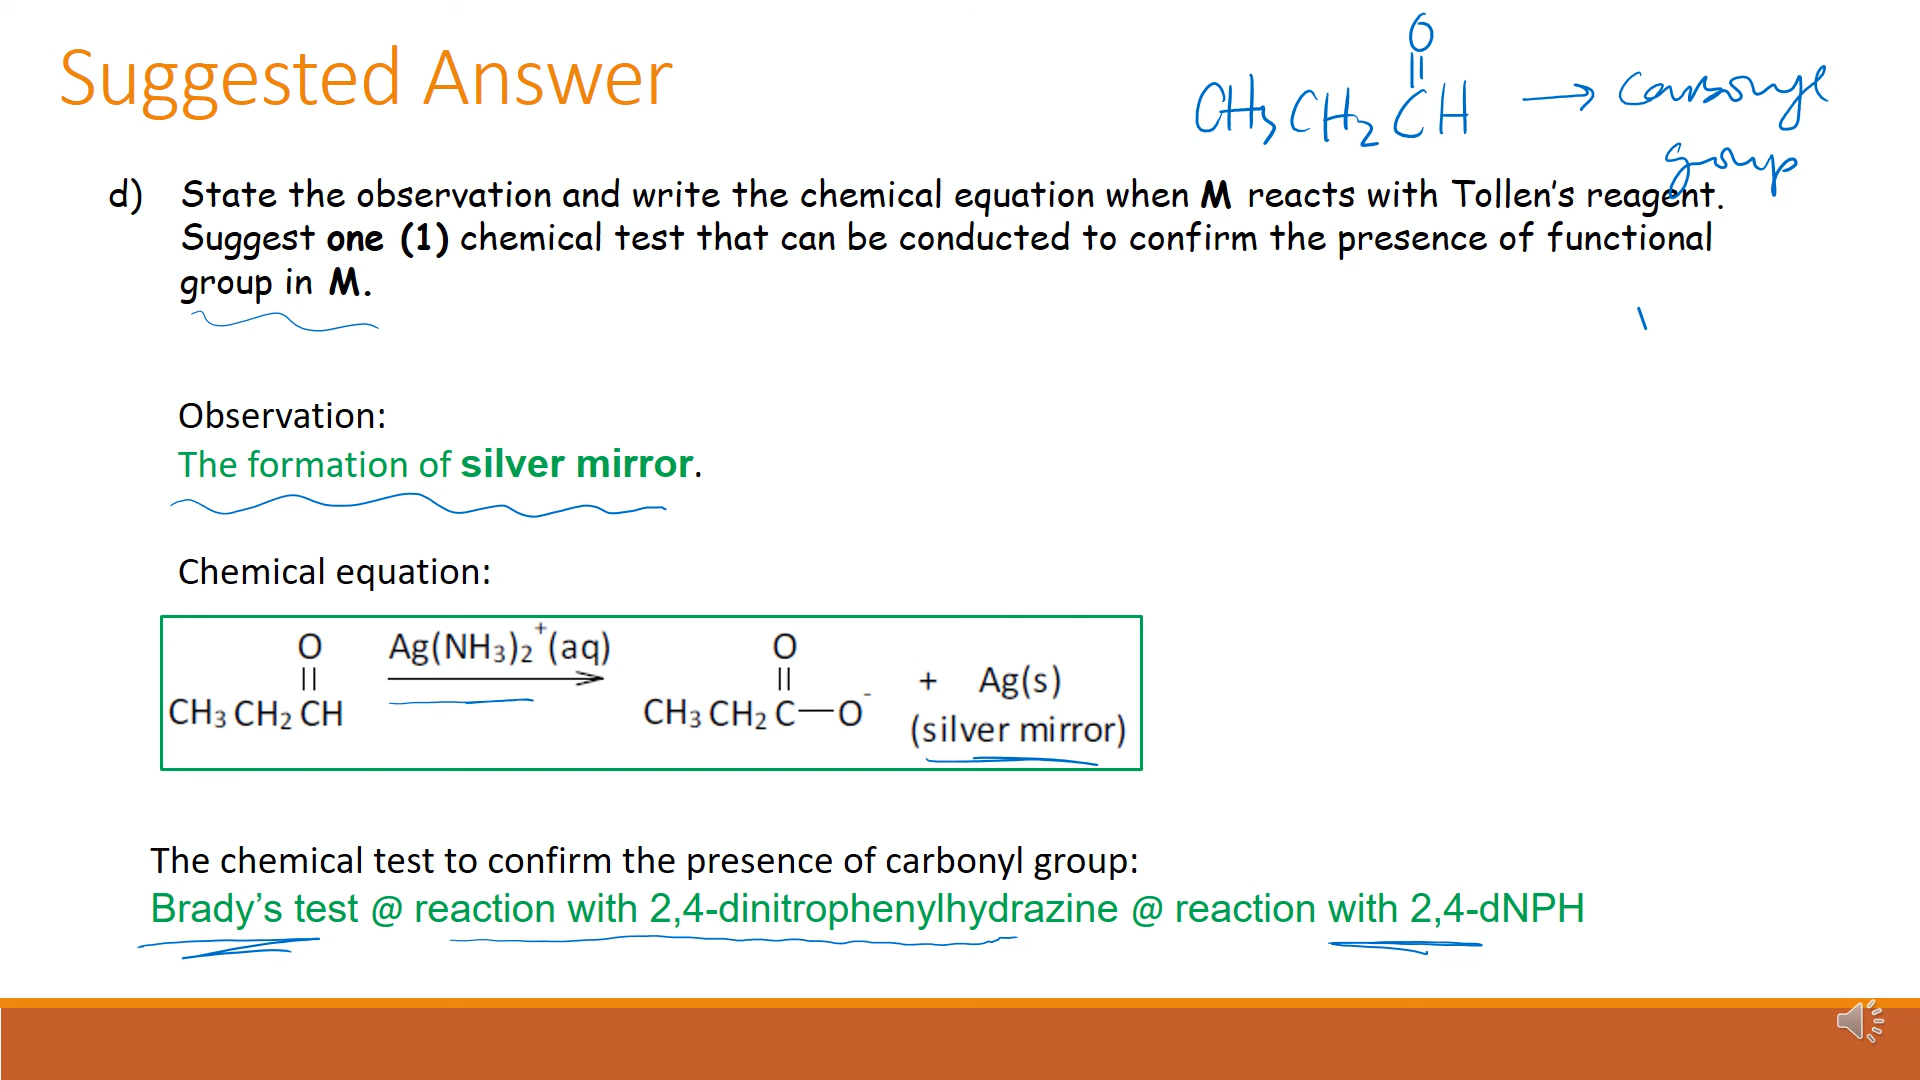 Suggested Answer
O
||
CH3CH2CH → carbonyl
group
d) State the observation and write the chemical equation when M reacts with Tollen's reagent.
Suggest one (1) chemical test that can be conducted to confirm the presence of functional
group in M.
Observation:
The formation of silver mirror.
Chemical equation:
O Ag(NH3)2+(aq) O
|| ||
CH3 CH2 CH CH3 CH2 C—O- + Ag(s)
(silver mirror)
The chemical test to confirm the presence of carbonyl group:
Brady's test @ reaction with 2,4-dinitrophenylhydrazine @ reaction with 2,4-dNPH